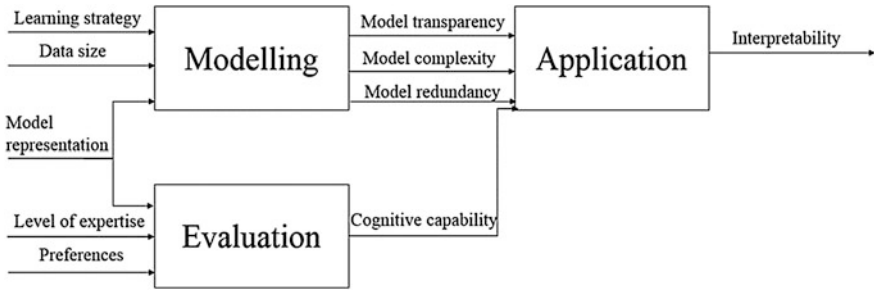 Learning strategy
Data size
Model
representation
Level of expertise
Preferences
Modelling
Evaluation
Model transparency
Model complexity
Model redundancy
Cognitive capability
Application
Interpretability